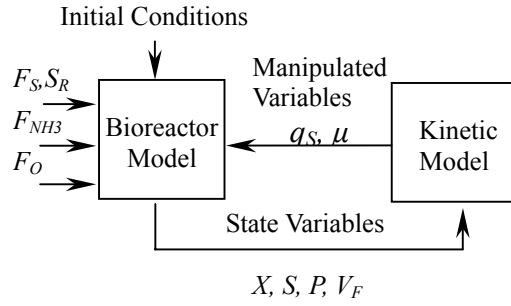 Initial Conditions
F_S, S_R
F_NH3
F_O
Bioreactor
Model
Manipulated
Variables
q_S, μ
Kinetic
Model
State Variables
X, S, P, V_F